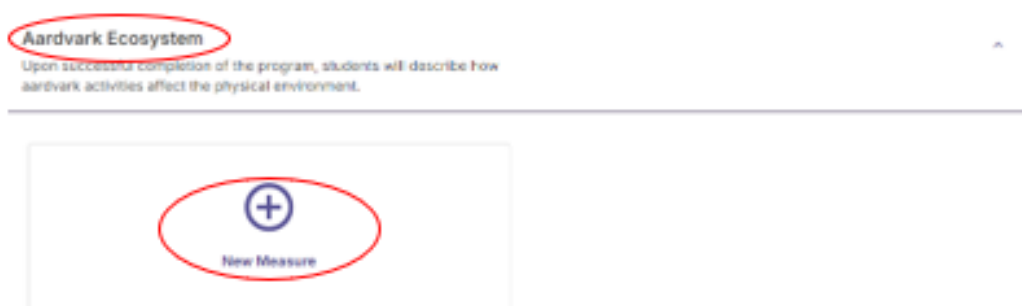 Aardvark Ecosystem
Upon successful completion of the program, students will describe how
aardvark activities affect the physical environment.
New Measure